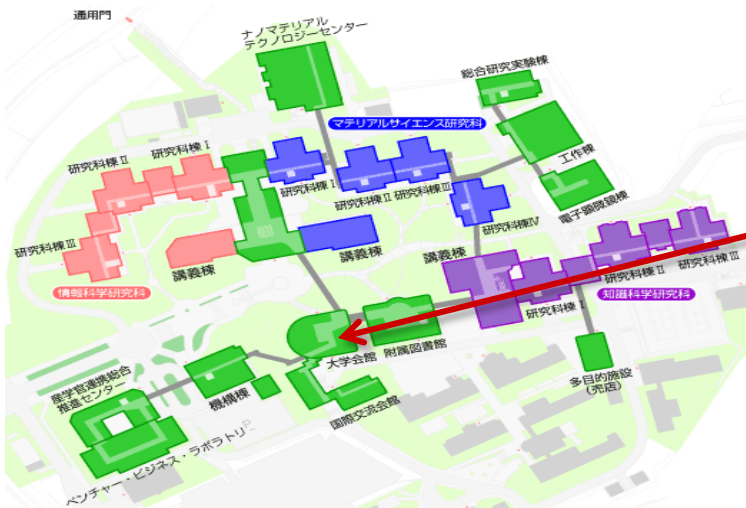 通用門
ナノマテリアル
テクノロジーセンター
総合研究実験棟
マテリアルサイエンス研究科
研究科棟Ⅱ
研究科棟Ⅰ
研究科棟Ⅰ
研究科棟Ⅱ
研究科棟Ⅲ
工作棟
電子顕微鏡棟
研究科棟Ⅳ
研究科棟Ⅲ
講義棟
講義棟
講義棟
研究科棟Ⅱ
研究科棟Ⅲ
情報科学研究科
研究科棟Ⅰ
知識科学研究科
大学会館
附属図書館
多目的施設
(売店)
産学官連携総合
推進センター
機構棟
国際交流会館
ベンチャー・ビジネス・ラボラトリー
P